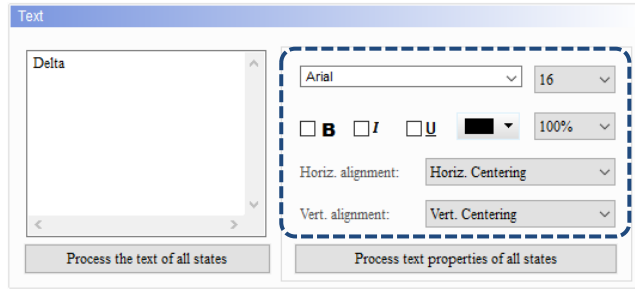 Text
Delta
Arial 16
B I U 100%
Horiz. alignment: Horiz. Centering
Vert. alignment: Vert. Centering
Process the text of all states Process text properties of all states